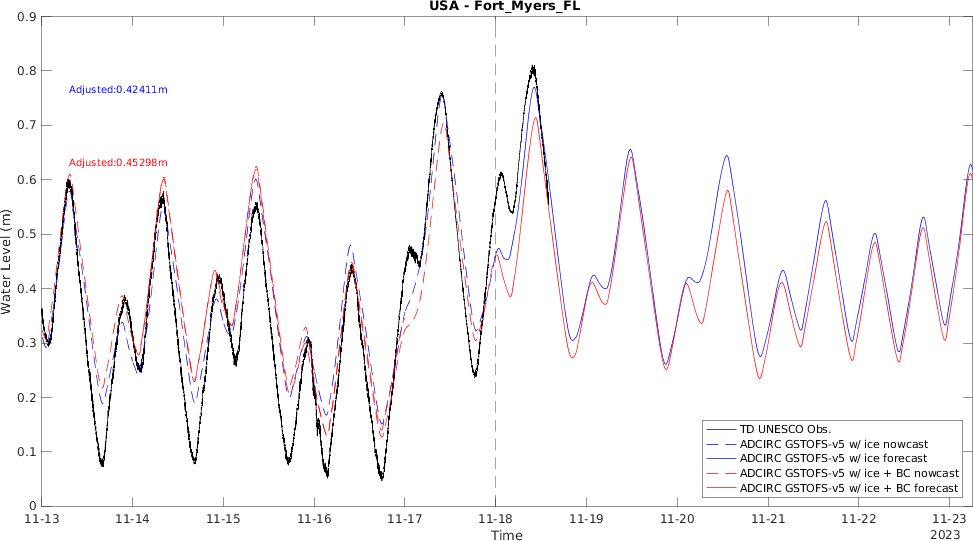 USA - Fort_Myers_FL
0.9
0.8
0.7
0.6
0.5
0.4
0.3
0.2
0.1
0
Water Level (m)
Adjusted:0.42411m
Adjusted:0.45298m
TD UNESCO Obs.
ADCIRC GSTOFS-v5 w/ ice nowcast
ADCIRC GSTOFS-v5 w/ ice forecast
ADCIRC GSTOFS-v5 w/ ice + BC nowcast
ADCIRC GSTOFS-v5 w/ ice + BC forecast
11-13 11-14 11-15 11-16 11-17 11-18 11-19 11-20 11-21 11-22 11-23
2023
Time